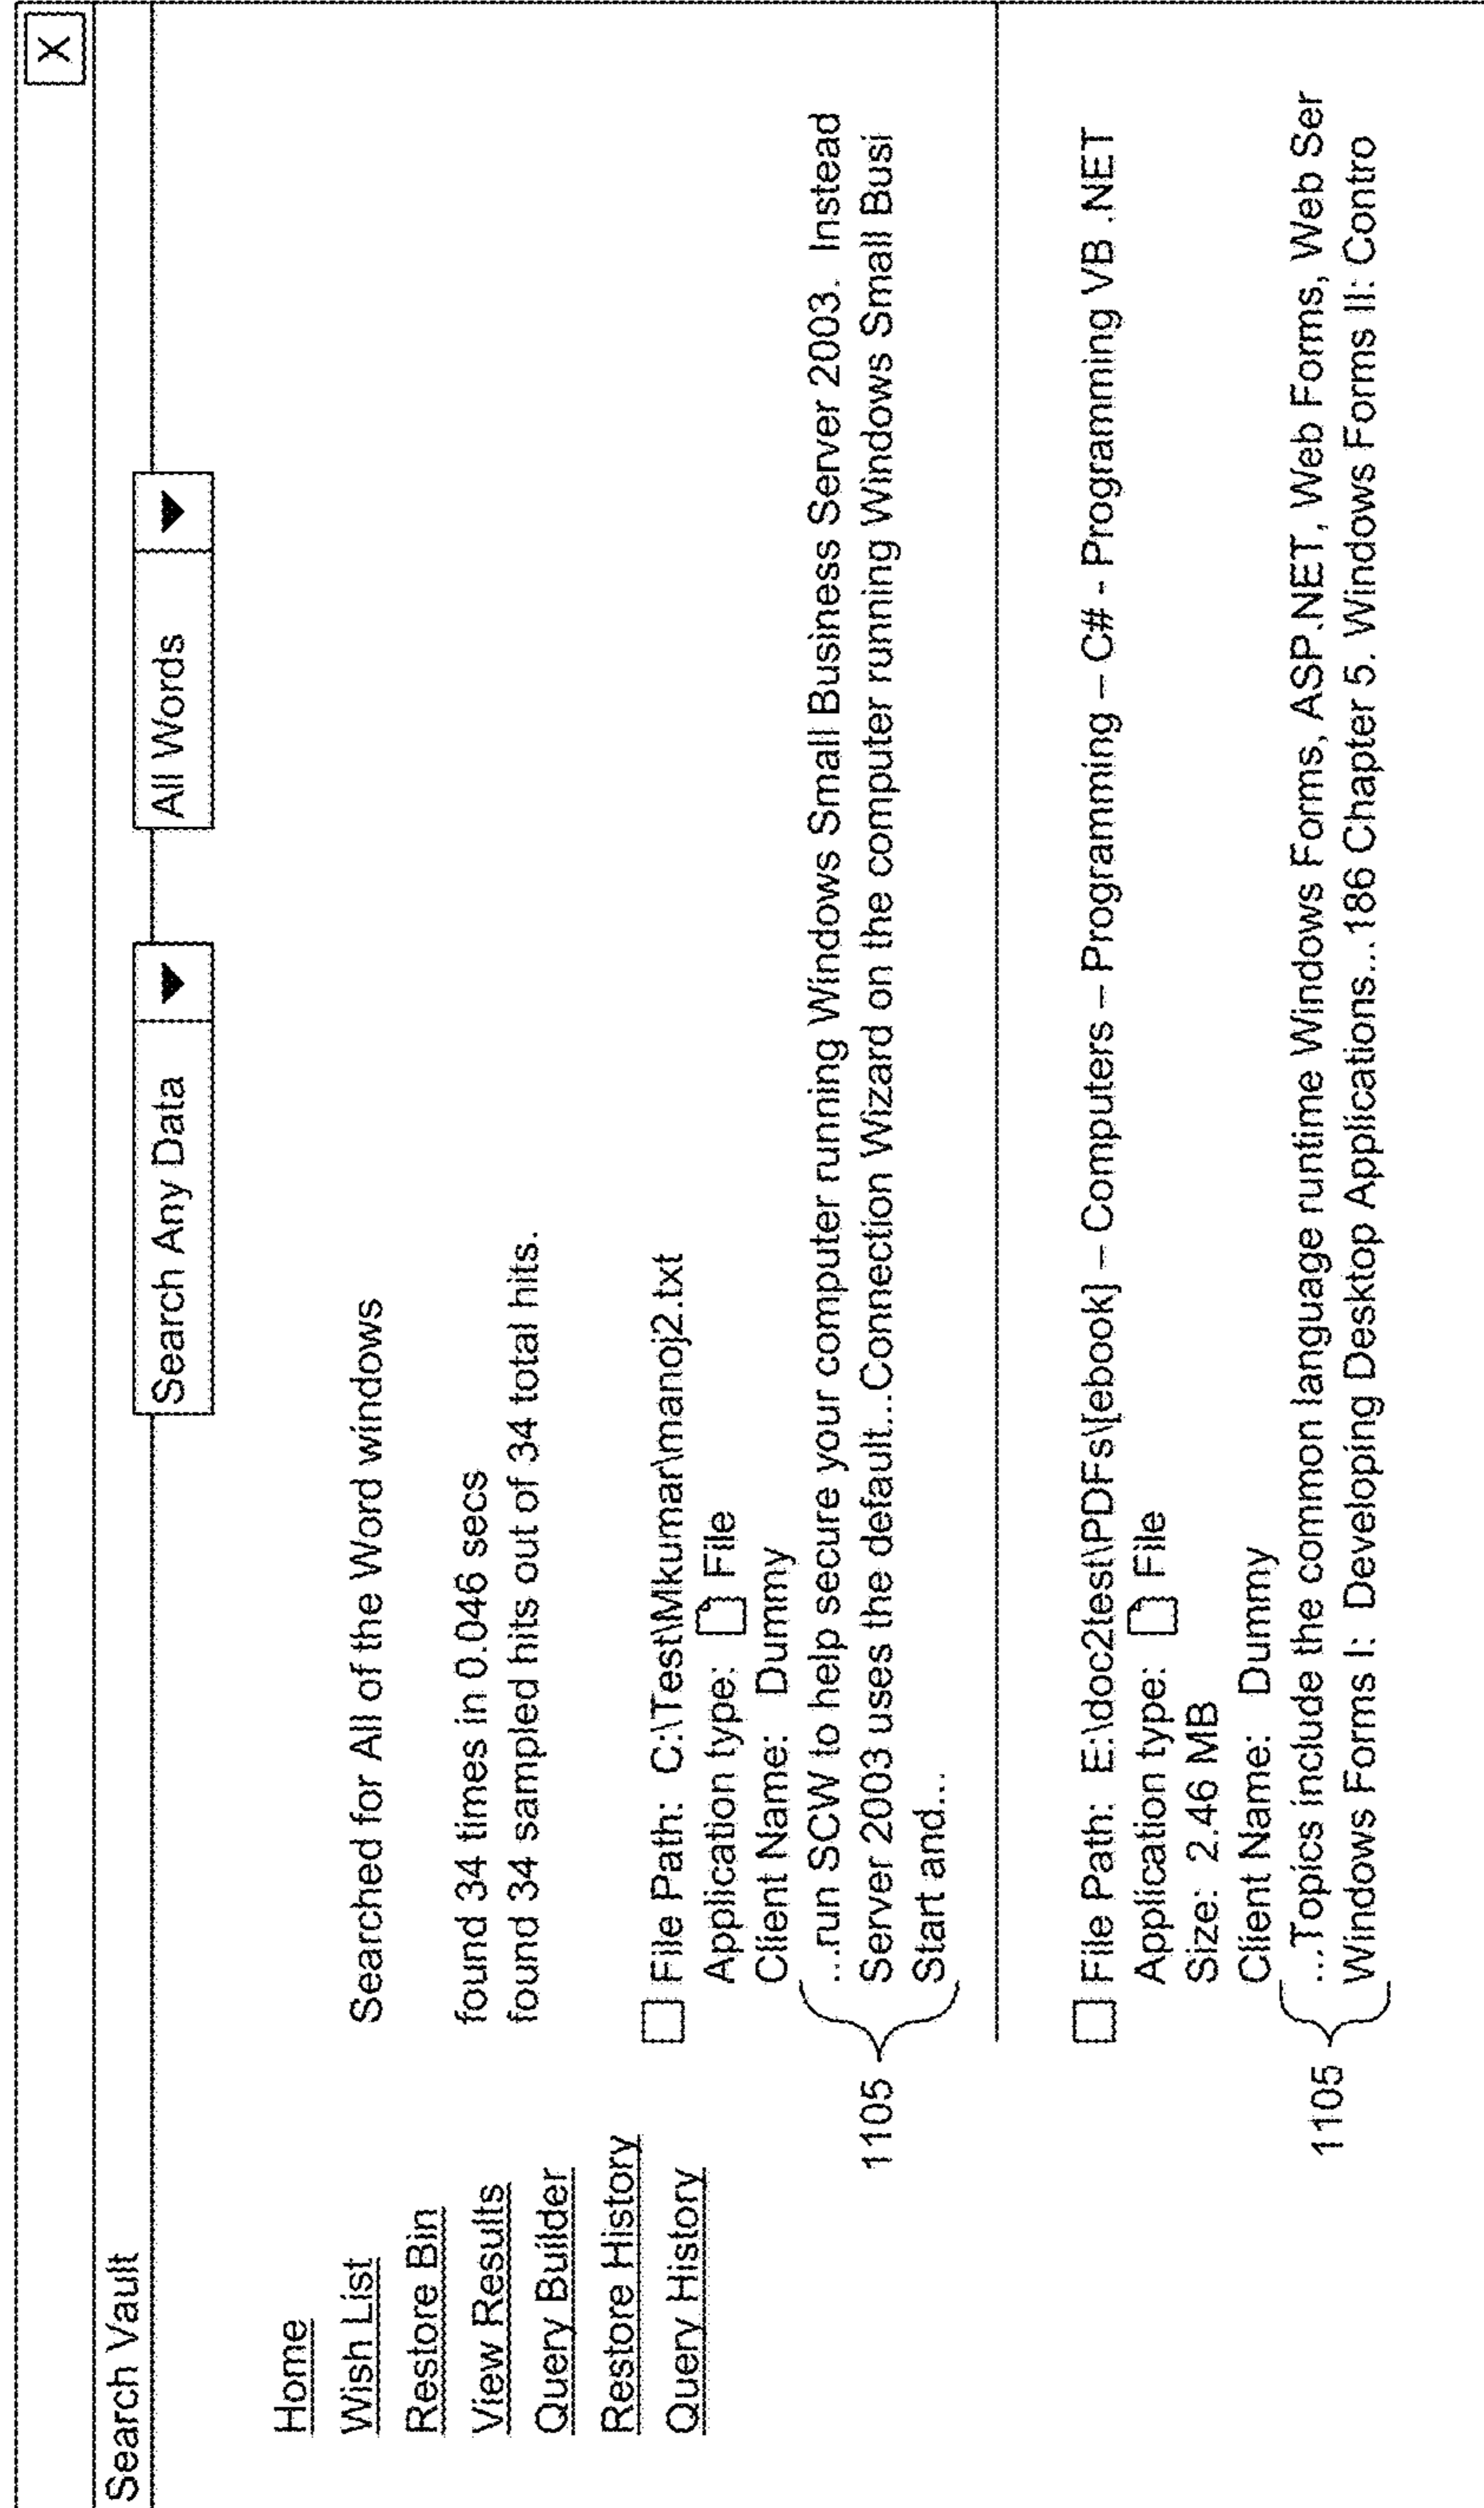 X
Search Vault
Search Any Data
All Words
Home
Wish List
Restore Bin
View Results
Query Builder
Restore History
Query History
Searched for All of the Word windows
found 34 times in 0.046 secs
found 34 sampled hits out of 34 total hits.
File Path: C:\Test\Mkumar\manoj2.txt
Application type: File
Client Name: Dummy
...run SCW to help secure your computer running Windows Small Business Server 2003. Instead
Server 2003 uses the default...Connection Wizard on the computer running Windows Small Busi
Start and...
1105
File Path: E:\doc2test\PDFs\[ebook] – Computers – Programming – C# - Programming VB .NET
Application type: File
Size: 2.46 MB
Client Name: Dummy
...Topics include the common language runtime Windows Forms, ASP.NET, Web Forms, Web Ser
Windows Forms I: Developing Desktop Applications...186 Chapter 5. Windows Forms II: Contro
1105